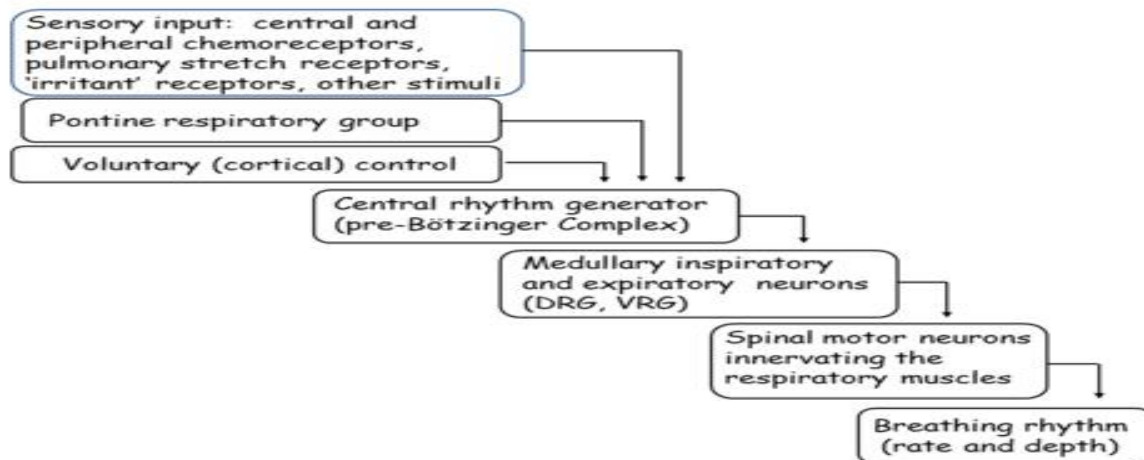 Sensory input: central and
peripheral chemoreceptors,
pulmonary stretch receptors,
'irritant' receptors, other stimuli
Pontine respiratory group
Voluntary (cortical) control
Central rhythm generator
(pre-Bötzinger Complex)
Medullary inspiratory
and expiratory neurons
(DRG, VRG)
Spinal motor neurons
innervating the
respiratory muscles
Breathing rhythm
(rate and depth)